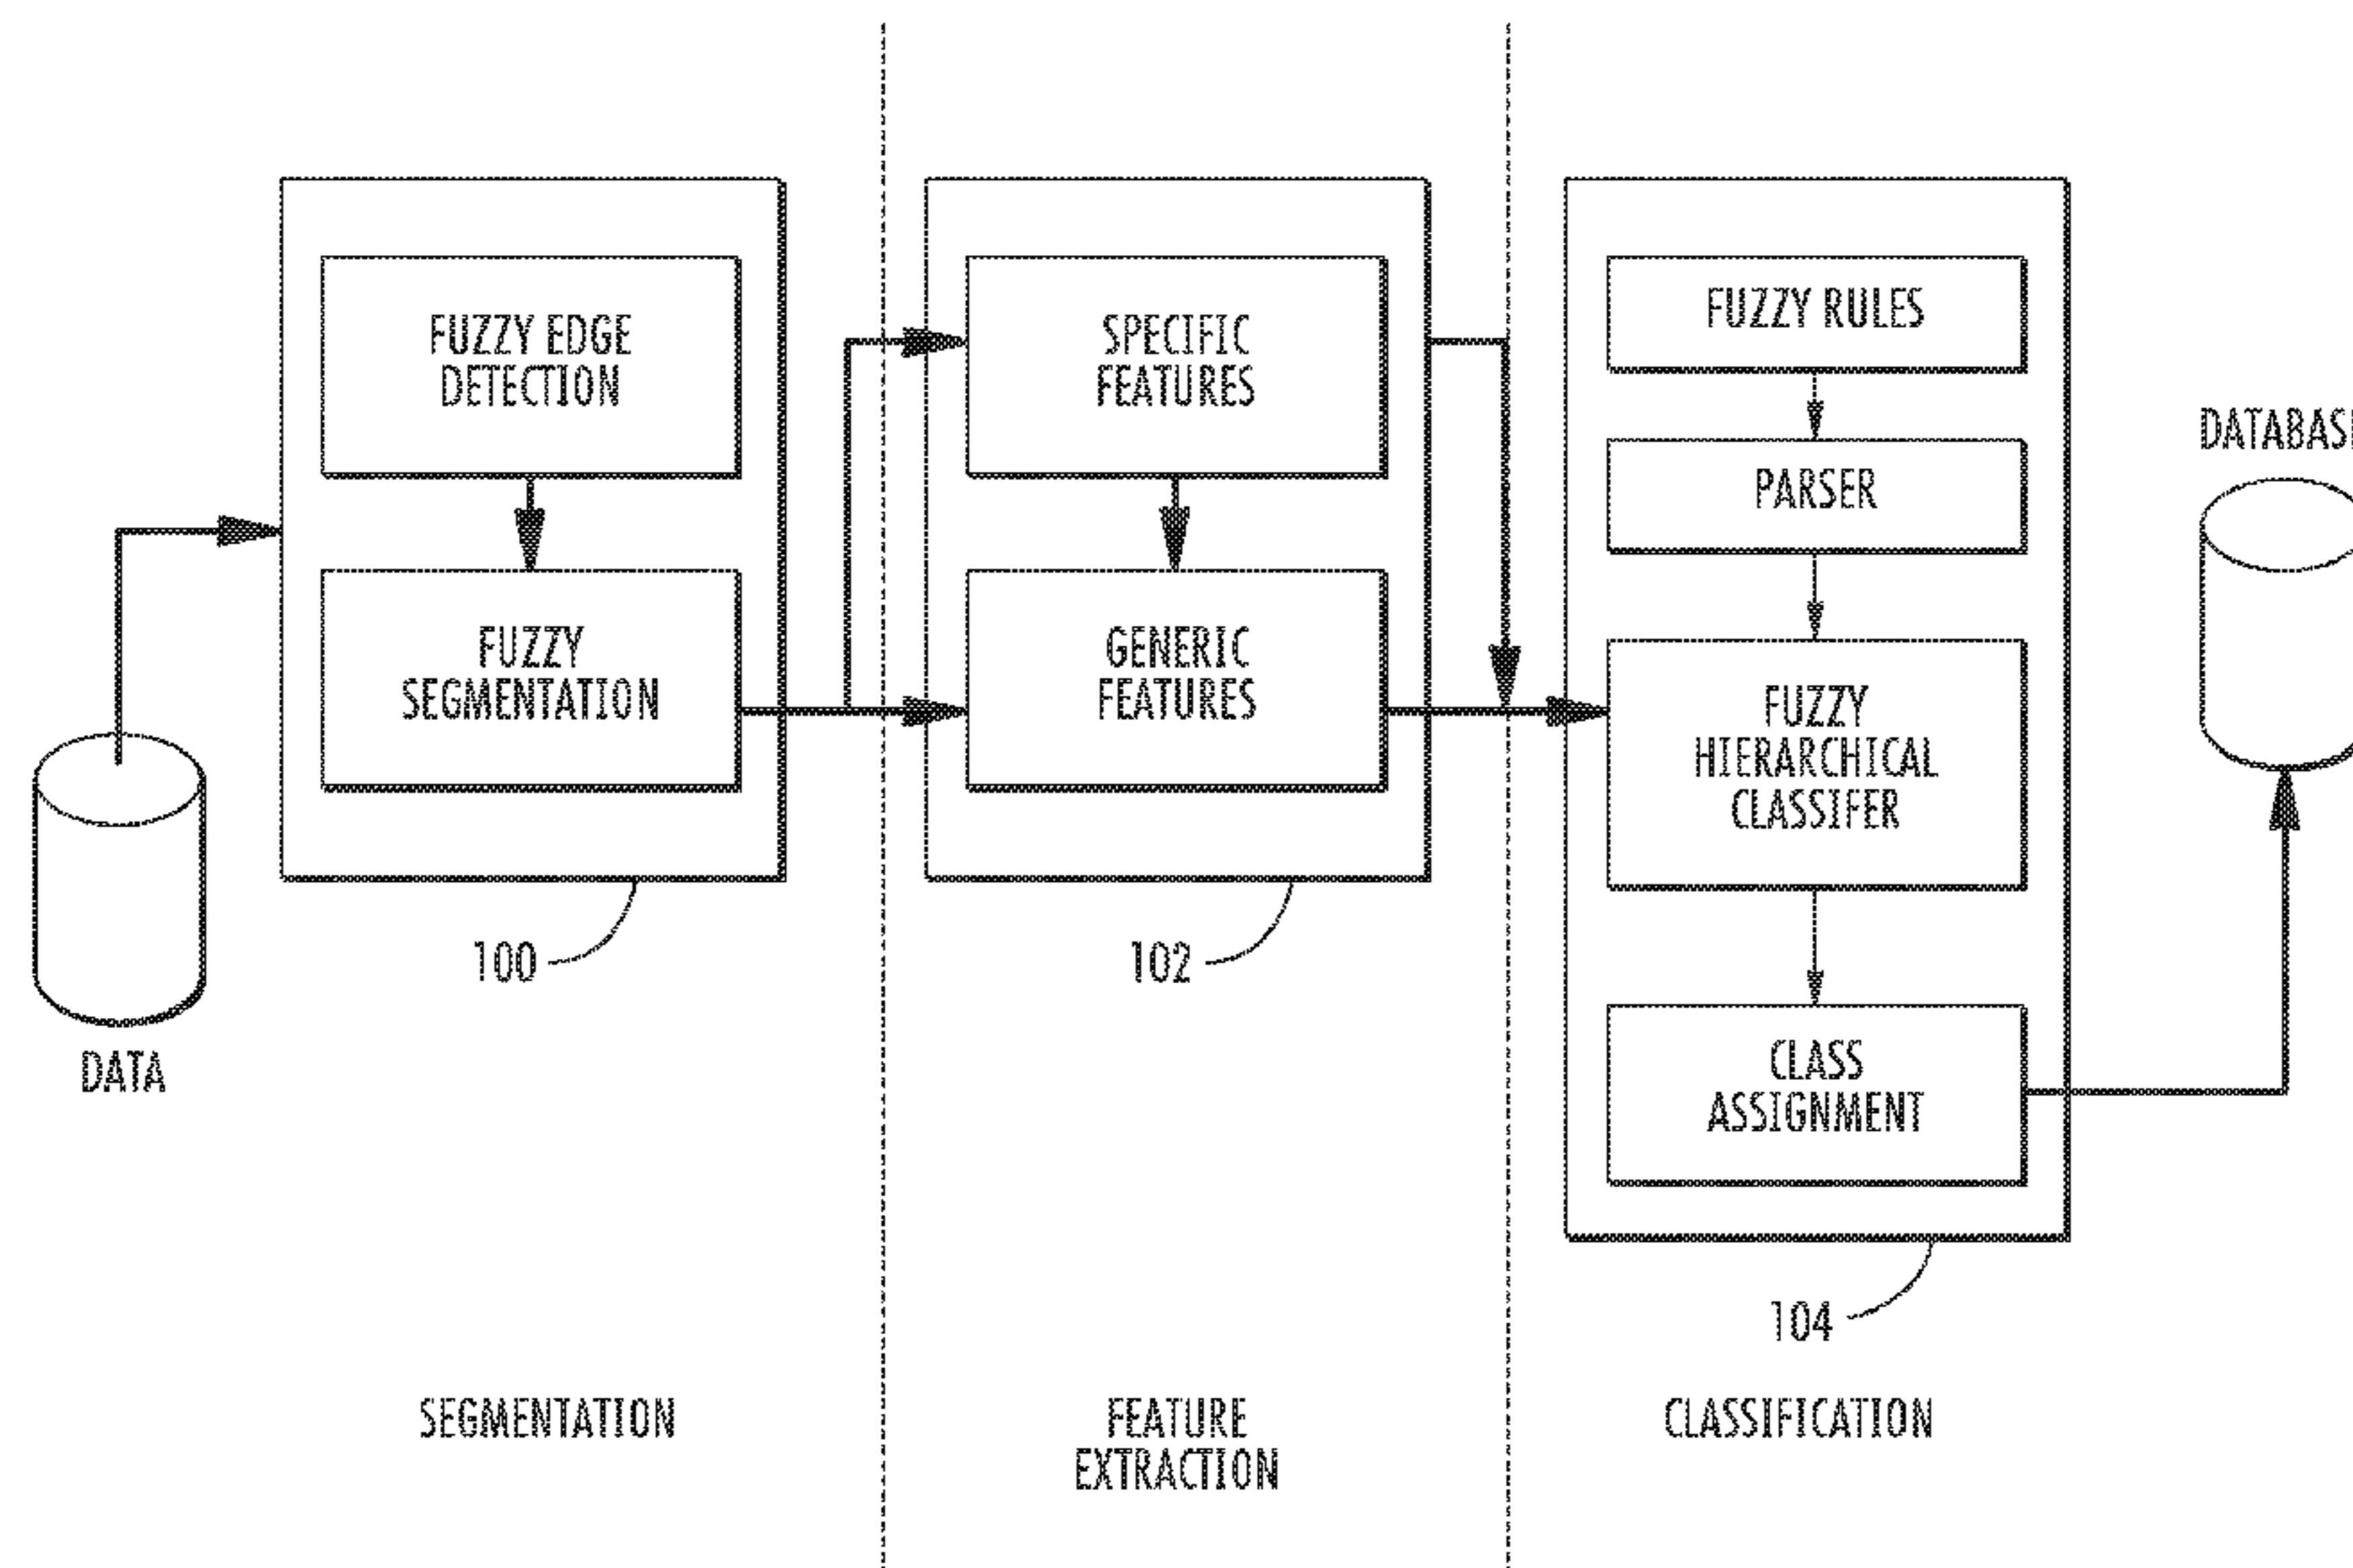 FUZZY EDGE
DETECTION
FUZZY
SEGMENTATION
100
DATA
SEGMENTATION
SPECIFIC
FEATURES
GENERIC
FEATURES
102
FEATURE
EXTRACTION
FUZZY RULES
PARSER
FUZZY
HIERARCHICAL
CLASSIFER
CLASS
ASSIGNMENT
104
CLASSIFICATION
DATABASE